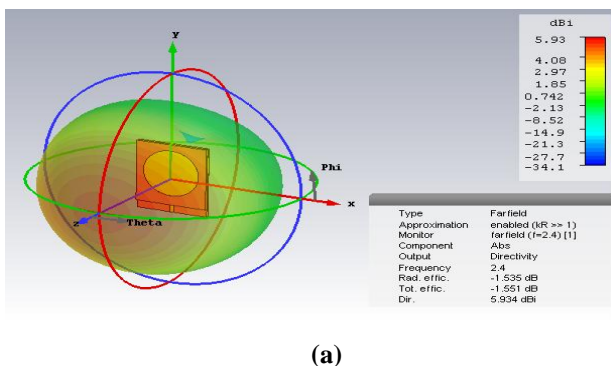 dBi
5.93
4.08
2.97
1.85
0.742
-2.13
-8.52
-14.9
-21.3
-27.7
-34.1
y
Phi
x
z
Theta
Type Farfield
Approximation enabled (kR >> 1)
Monitor farfield (f=2.4) [1]
Component Abs
Output Directivity
Frequency 2.4
Rad. effic. -1.535 dB
Tot. effic. -1.551 dB
Dir. 5.934 dBi
(a)